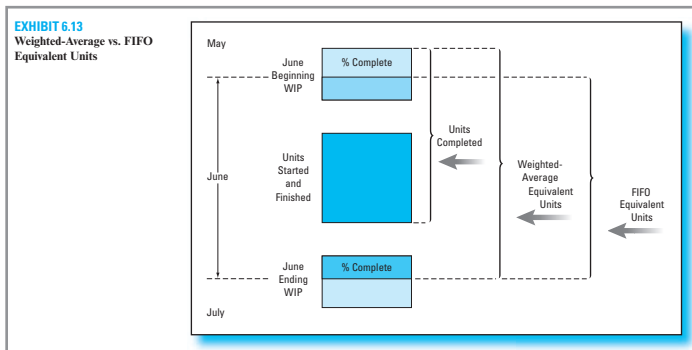 EXHIBIT 6.13
Weighted-Average vs. FIFO
Equivalent Units
May
June
Beginning
WIP
% Complete
Units
Completed
June
Units
Started
and
Finished
Weighted-
Average
Equivalent
Units
FIFO
Equivalent
Units
June
Ending
WIP
% Complete
July